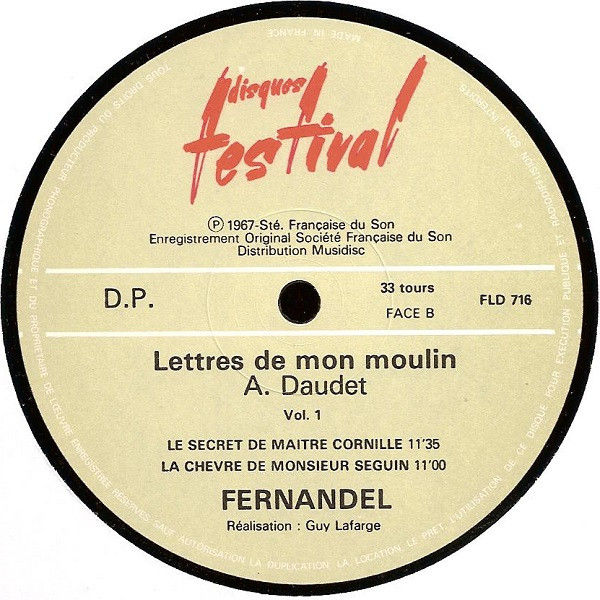 MADE IN FRANCE
disques
festival
Ⓟ 1967-Sté. Française du Son
Enregistrement Original Société Française du Son
Distribution Musidisc
D.P.
33 tours
FACE B
FLD 716
Lettres de mon moulin
A. Daudet
Vol. 1
LE SECRET DE MAITRE CORNILLE 11'35
LA CHEVRE DE MONSIEUR SEGUIN 11'00
FERNANDEL
Réalisation : Guy Lafarge
TOUS DROITS DU PRODUCTEUR PHONOGRAPHIQUE ET DU PROPRIETAIRE DE L'ŒUVRE ENREGISTREE RÉSERVES. SAUF AUTORISATION LA DUPLICATION, LA LOCATION, LE PRET, L'UTILISATION DE CE DISQUE POUR EXECUTION PUBLIQUE ET RADIODIFFUSION SONT INTERDITS